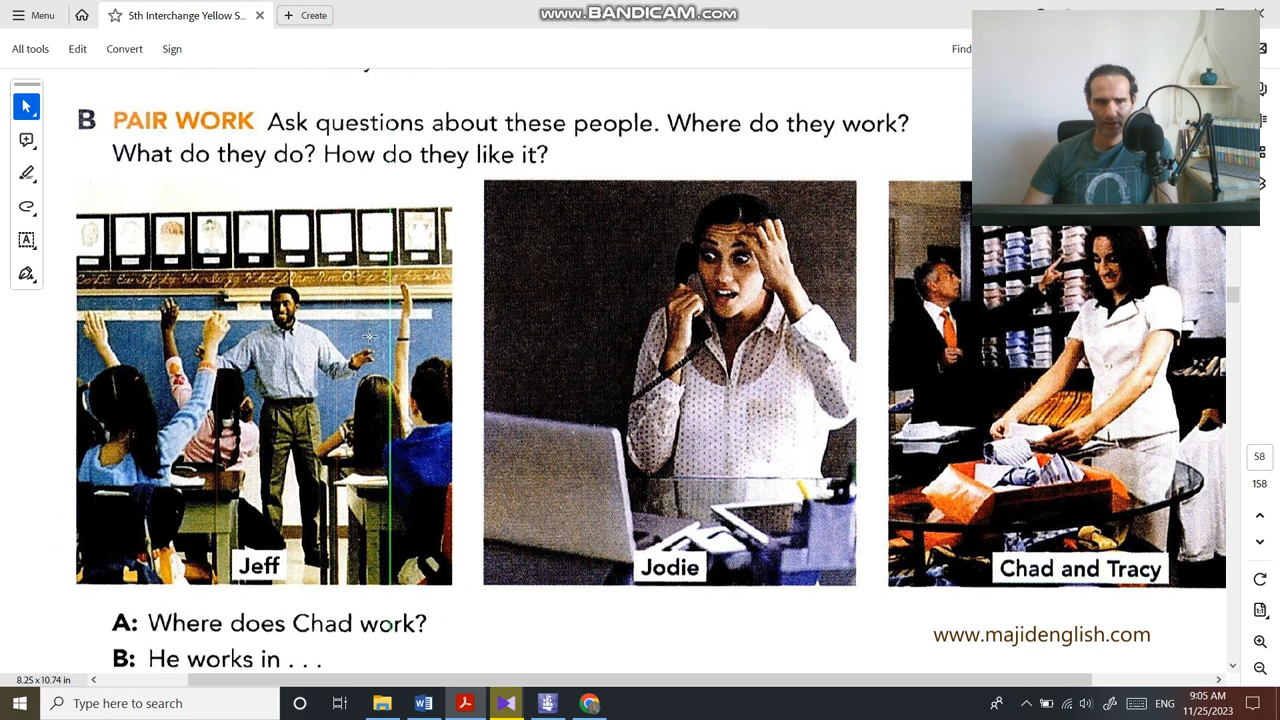 Menu
5th Interchange Yellow S...
Create
www.BANDICAM.com
All tools
Edit
Convert
Sign
Find
B PAIR WORK Ask questions about these people. Where do they work?
What do they do? How do they like it?
Jeff
Jodie
Chad and Tracy
A: Where does Chad work?
B: He works in . . .
www.majidenglish.com
58
158
8.25 x 10.74 in
Type here to search
ENG
9:05 AM
11/25/2023